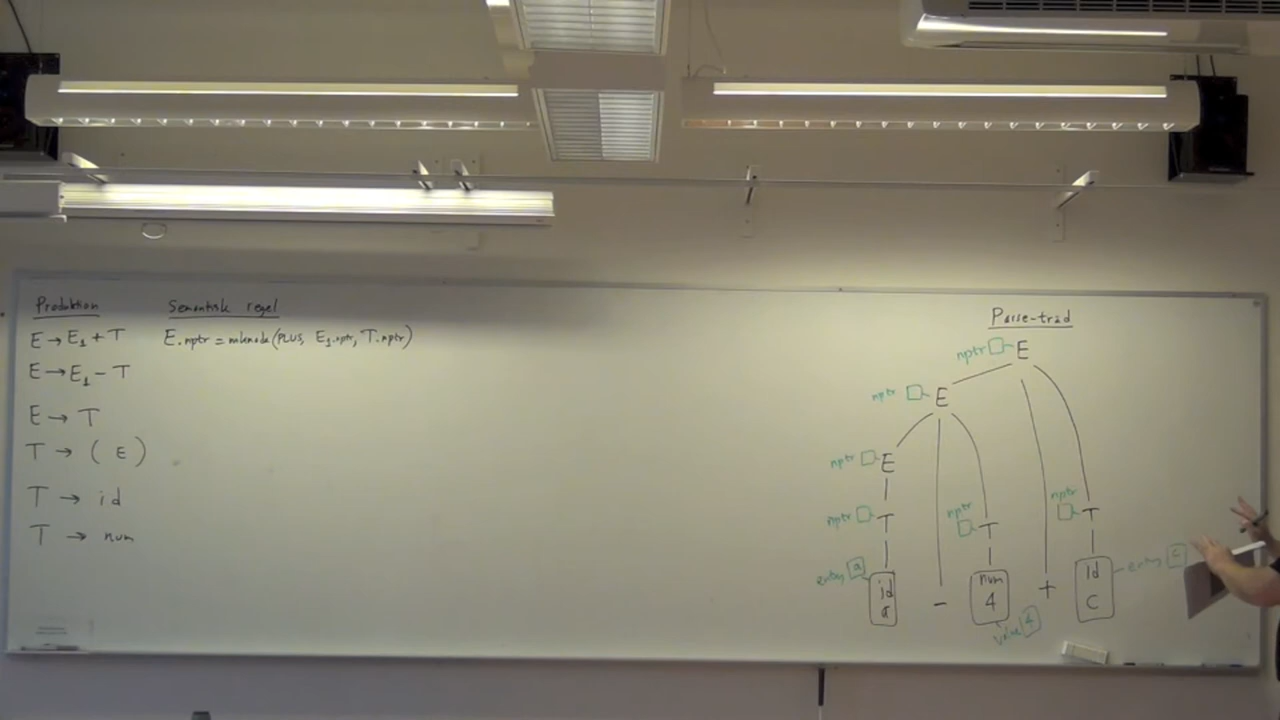 Produktion Semantisk regel
E → E1 + T E.nptr = mknode(PLUS, E1.nptr, T.nptr)
E → E1 - T
E → T
T → ( E )
T → id
T → num
Parse-träd
nptr E
nptr E
nptr E
nptr T
nptr T
nptr T
entry a
id
a
-
num
4
value 4
+
id
c
entry c